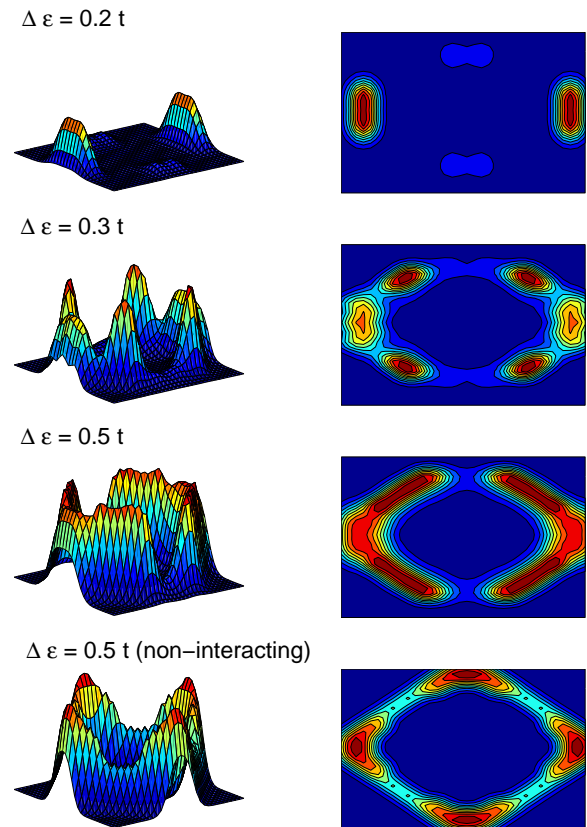 Δ ε = 0.2 t
Δ ε = 0.3 t
Δ ε = 0.5 t
Δ ε = 0.5 t (non−interacting)